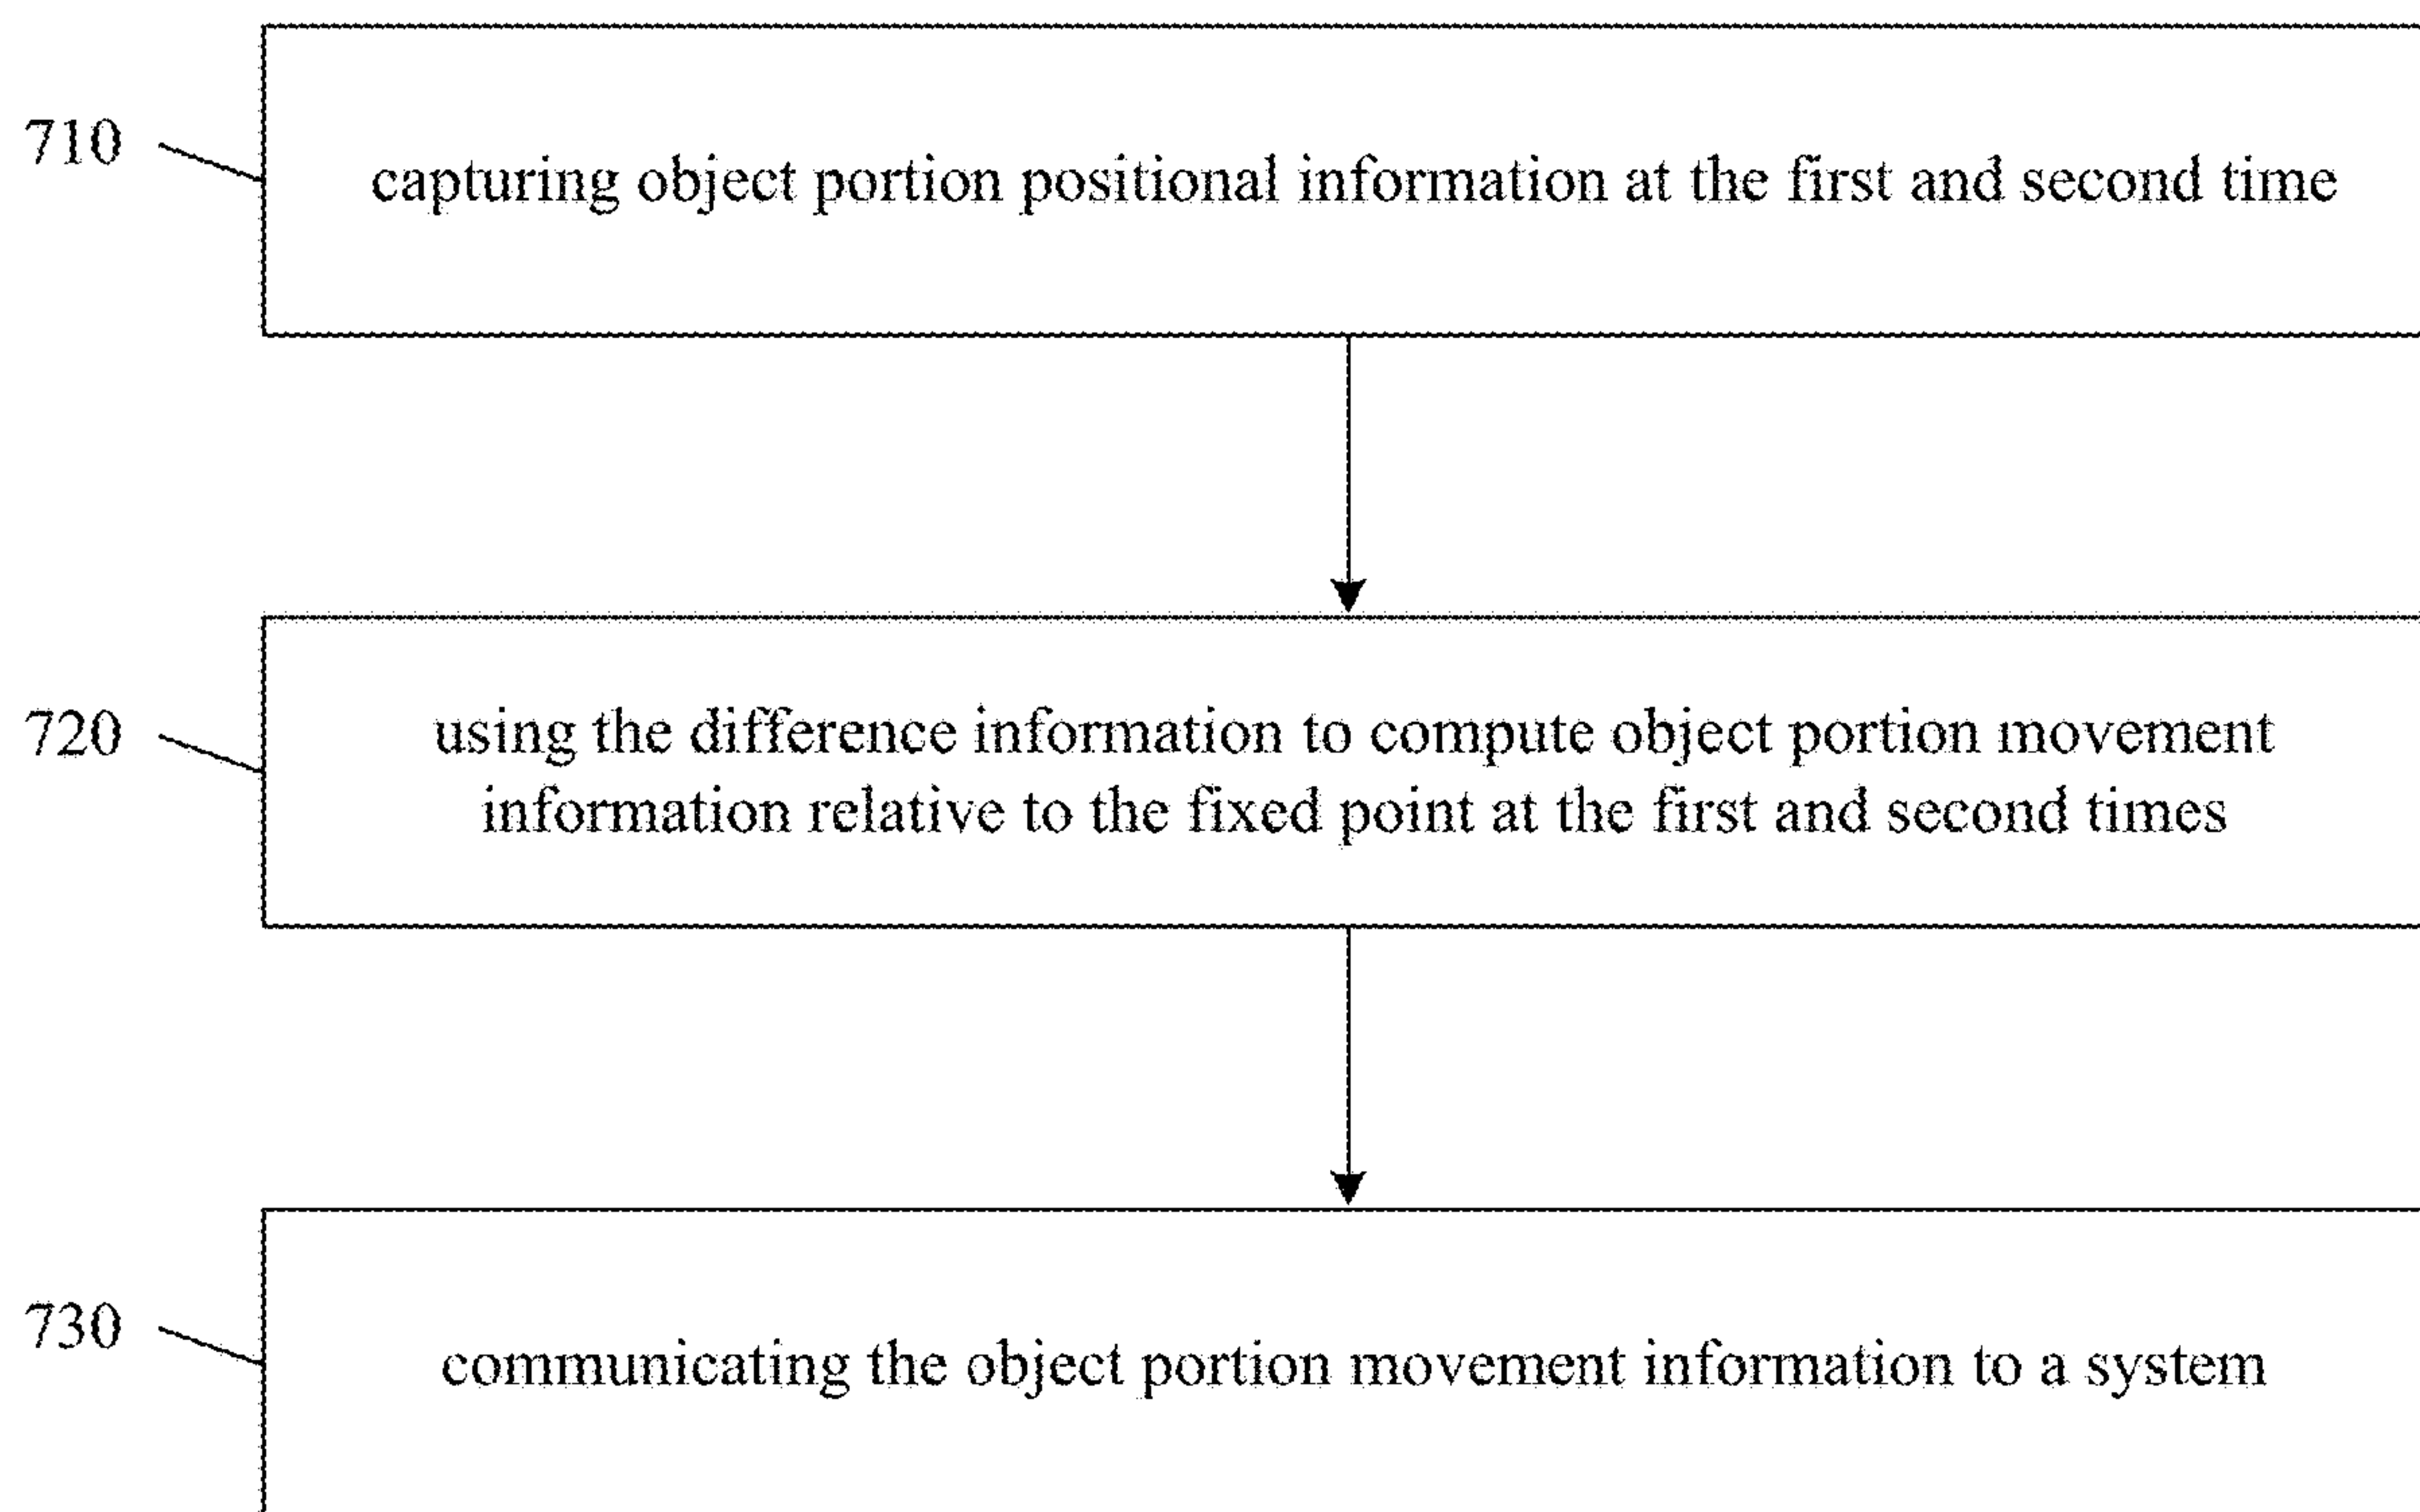 710
capturing object portion positional information at the first and second time
720
using the difference information to compute object portion movement
information relative to the fixed point at the first and second times
730
communicating the object portion movement information to a system